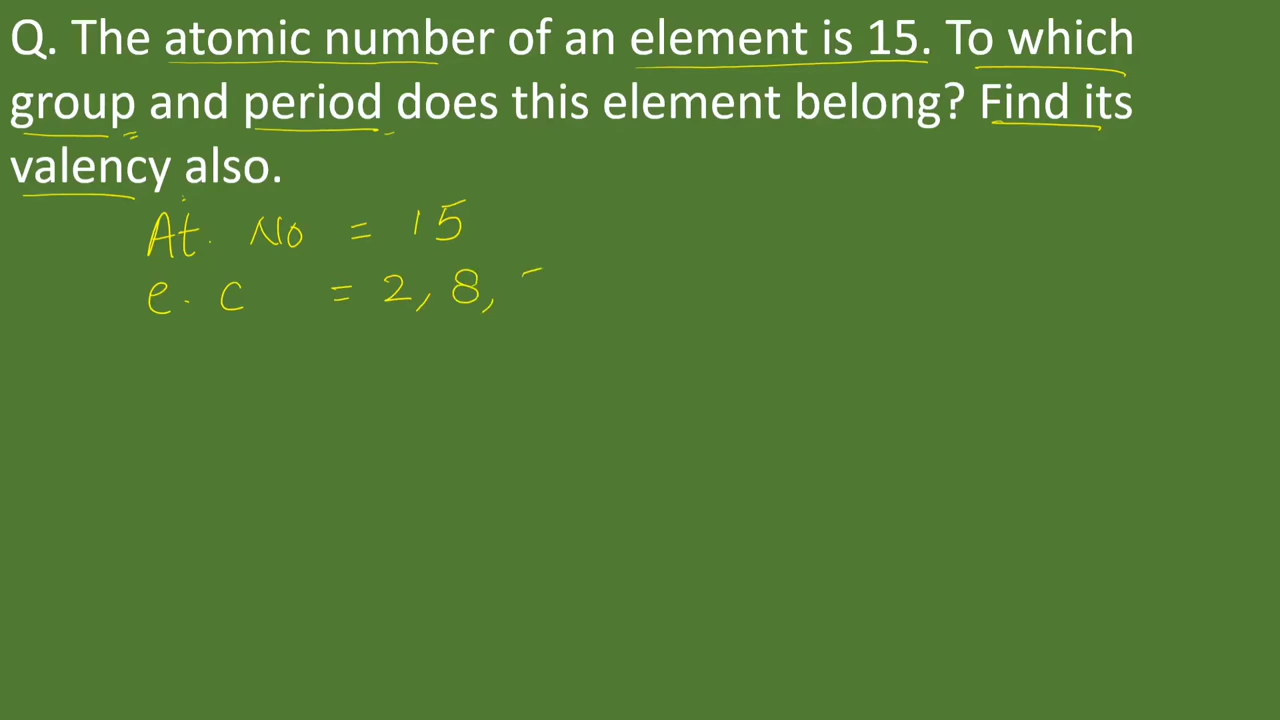 Q. The atomic number of an element is 15. To which
group and period does this element belong? Find its
valency also.
At. No = 15
e. c = 2, 8,